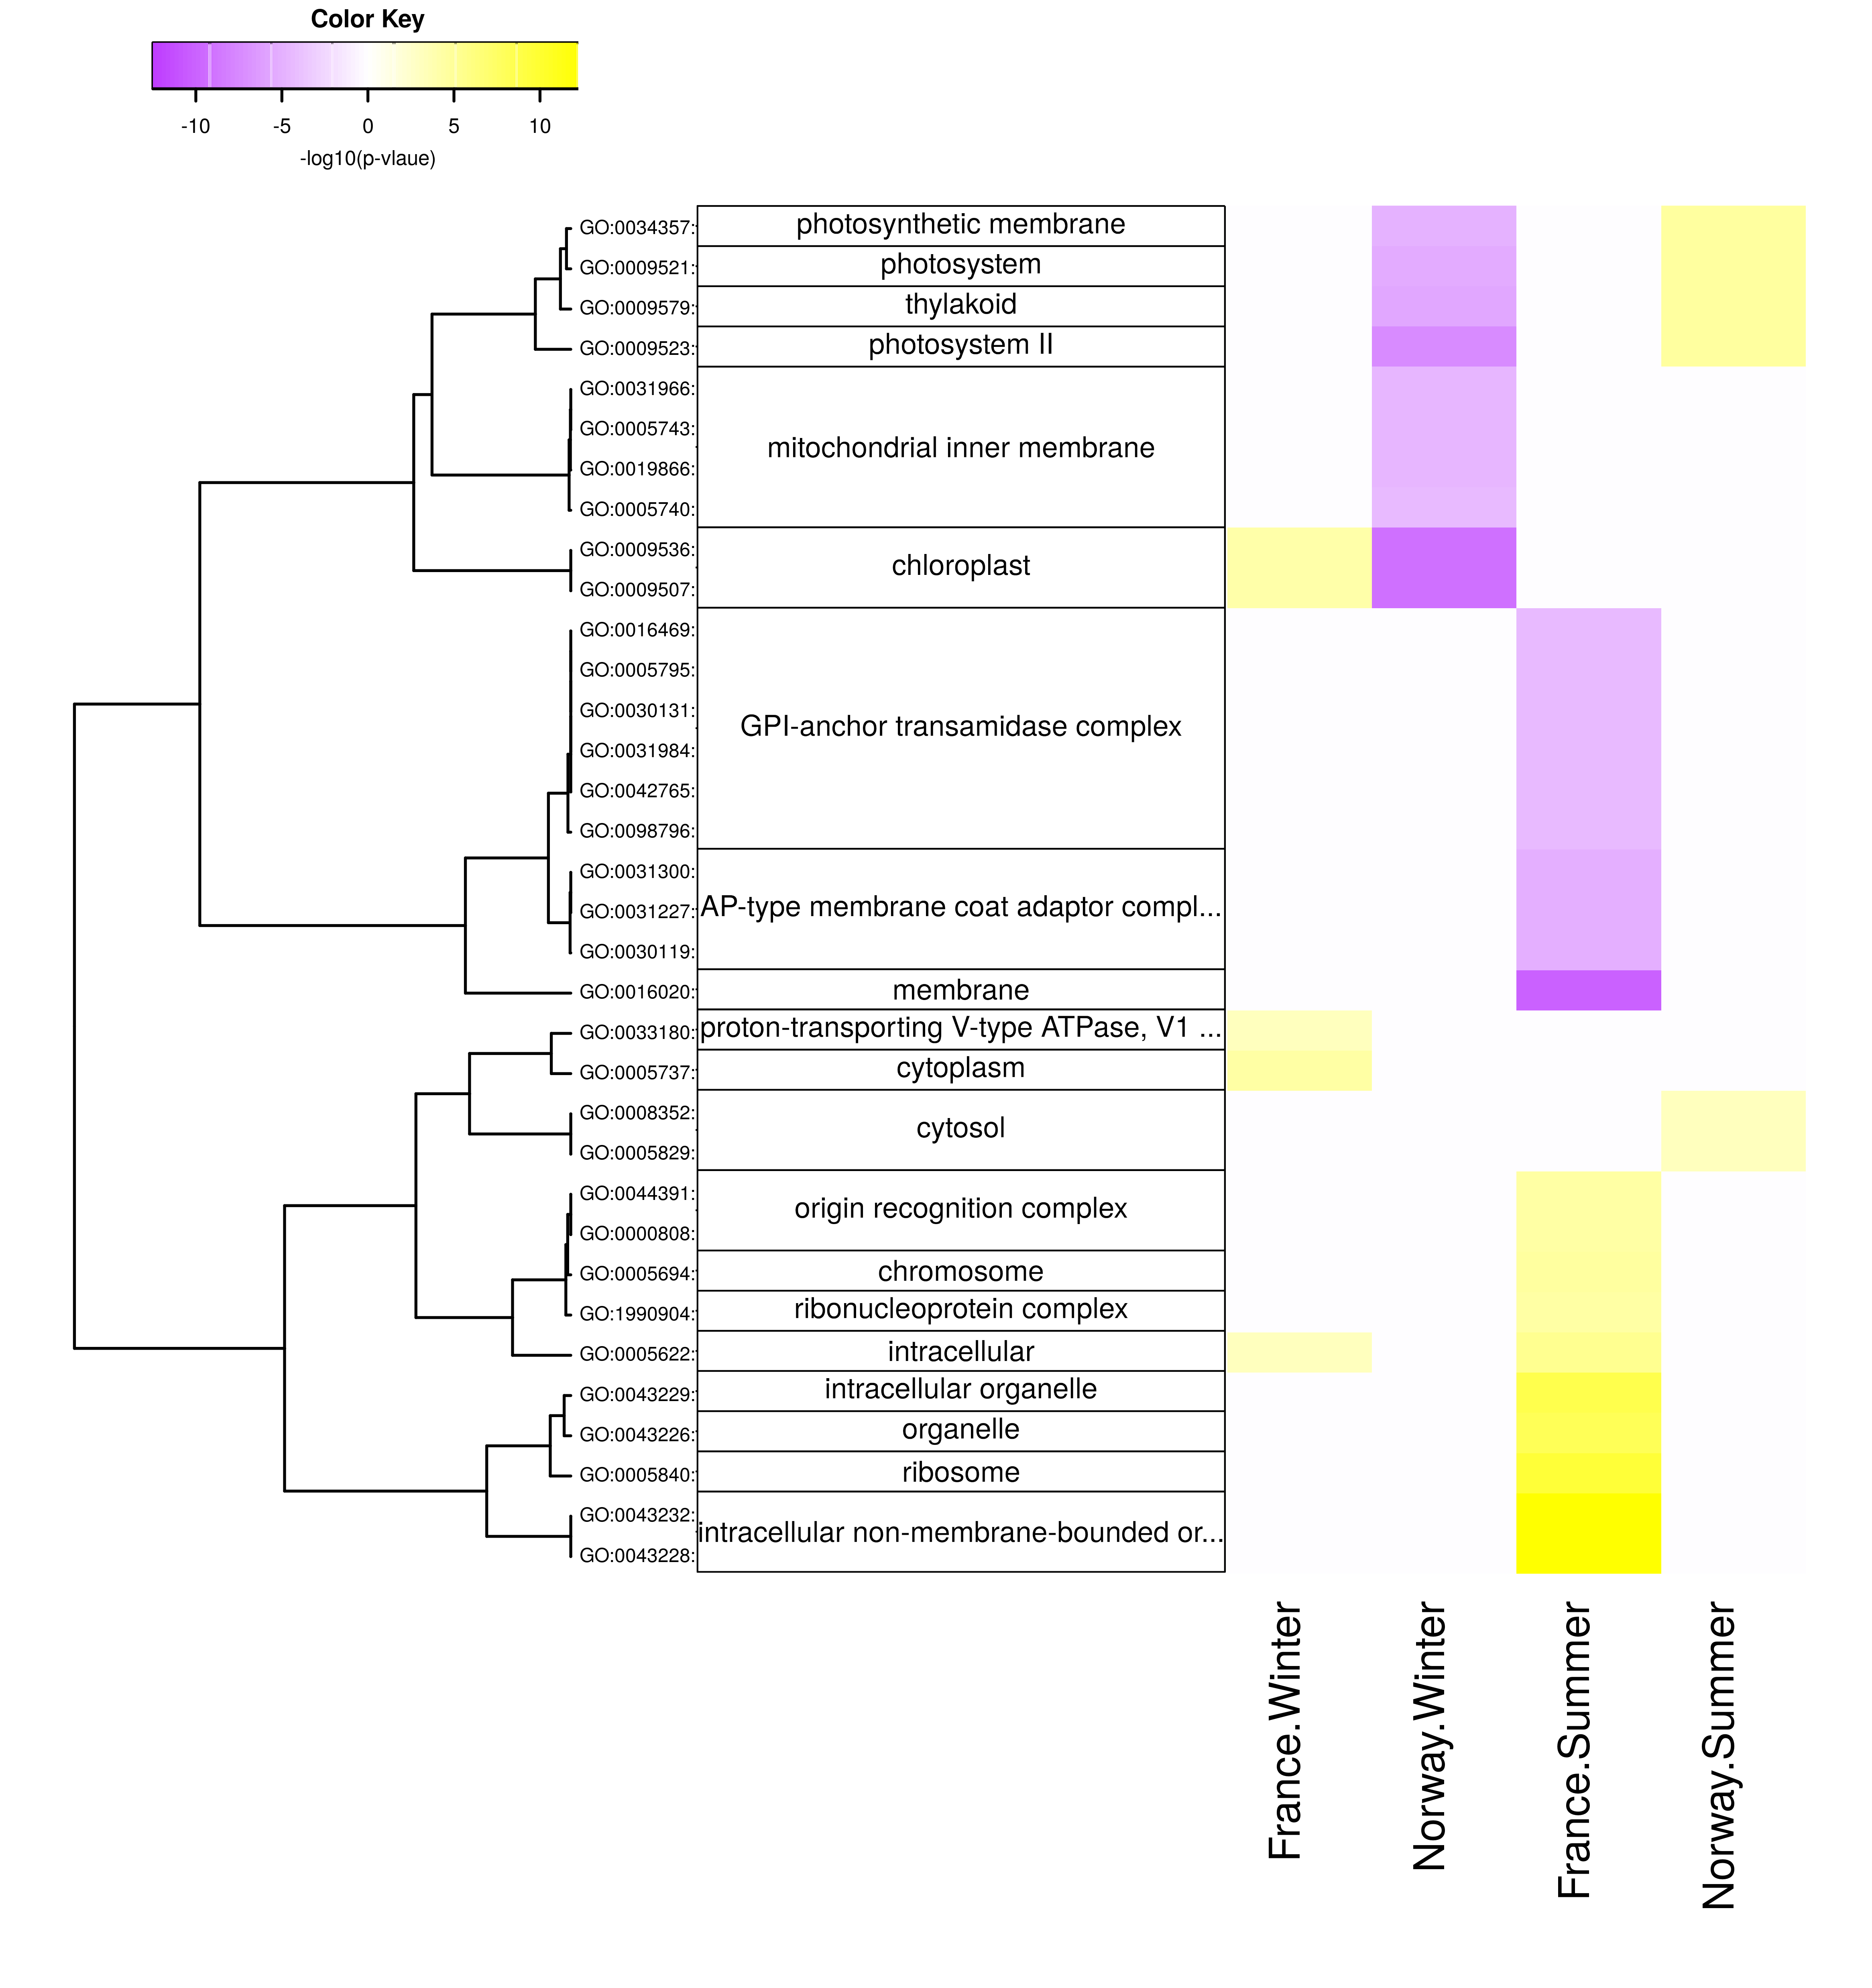 Color Key
-10 -5 0 5 10
-log10(p-vlaue)
GO:0034357: photosynthetic membrane
GO:0009521: photosystem
GO:0009579: thylakoid
GO:0009523: photosystem II
GO:0031966:
GO:0005743:
mitochondrial inner membrane
GO:0019866:
GO:0005740:
GO:0009536:
chloroplast
GO:0009507:
GO:0016469:
GO:0005795:
GO:0030131:
GPI-anchor transamidase complex
GO:0031984:
GO:0042765:
GO:0098796:
GO:0031300:
GO:0031227: AP-type membrane coat adaptor compl...
GO:0030119:
GO:0016020: membrane
GO:0033180: proton-transporting V-type ATPase, V1 ...
GO:0005737: cytoplasm
GO:0008352:
cytosol
GO:0005829:
GO:0044391:
origin recognition complex
GO:0000808:
GO:0005694: chromosome
GO:1990904: ribonucleoprotein complex
GO:0005622: intracellular
GO:0043229: intracellular organelle
GO:0043226: organelle
GO:0005840: ribosome
GO:0043232:
intracellular non-membrane-bounded or...
GO:0043228:
France.Winter
Norway.Winter
France.Summer
Norway.Summer